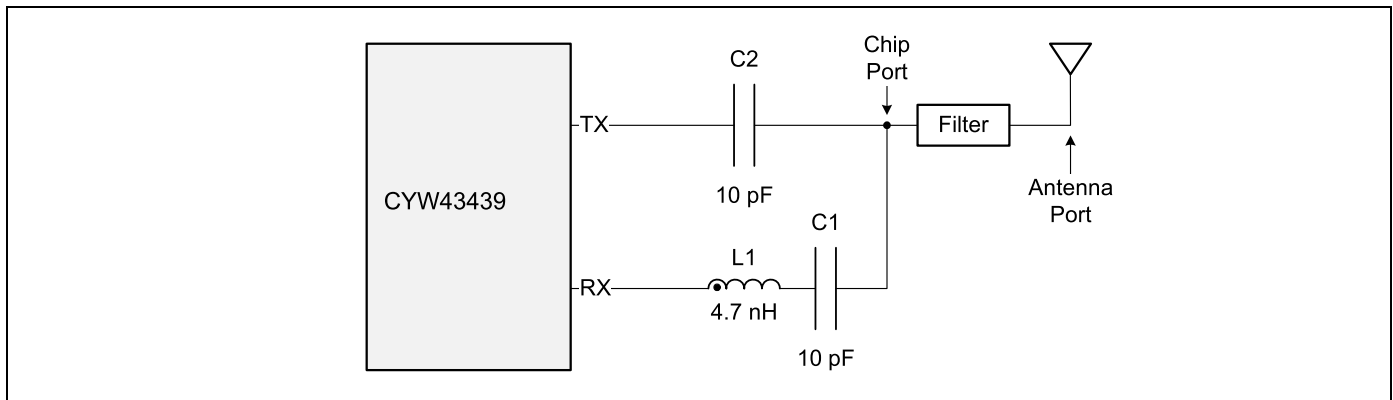 Chip
Port
C2
TX
Filter
10 pF
Antenna
Port
CYW43439
C1
L1
RX
4.7 nH
10 pF